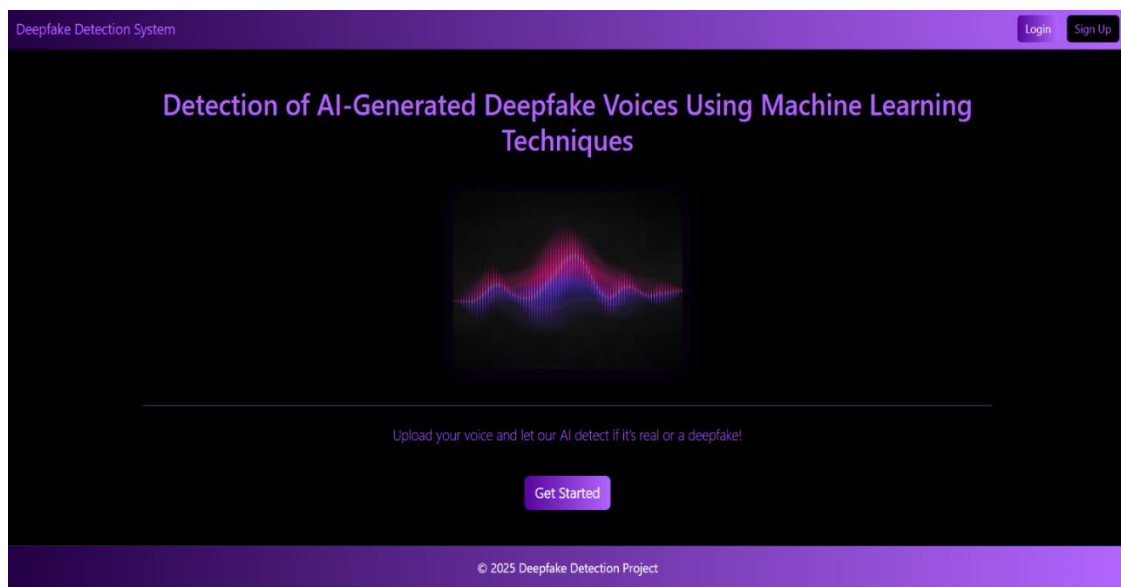 Deepfake Detection System
Login
Sign Up
Detection of AI-Generated Deepfake Voices Using Machine Learning
Techniques
Upload your voice and let our AI detect if it's real or a deepfake!
Get Started
© 2025 Deepfake Detection Project